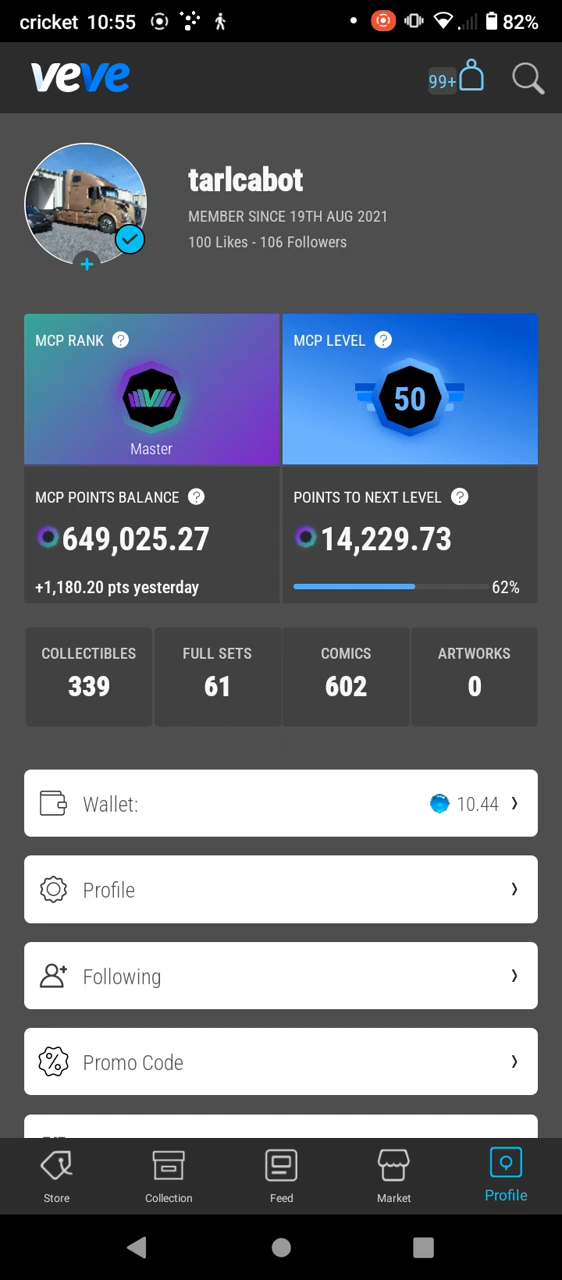 cricket 10:55 82%
veve 99+
tarlcabot
MEMBER SINCE 19TH AUG 2021
100 Likes - 106 Followers
MCP RANK ? MCP LEVEL ?
50
Master
MCP POINTS BALANCE ? POINTS TO NEXT LEVEL ?
649,025.27 14,229.73
+1,180.20 pts yesterday 62%
COLLECTIBLES FULL SETS COMICS ARTWORKS
339 61 602 0
Wallet: 10.44
Profile
Following
Promo Code
Store Collection Feed Market Profile